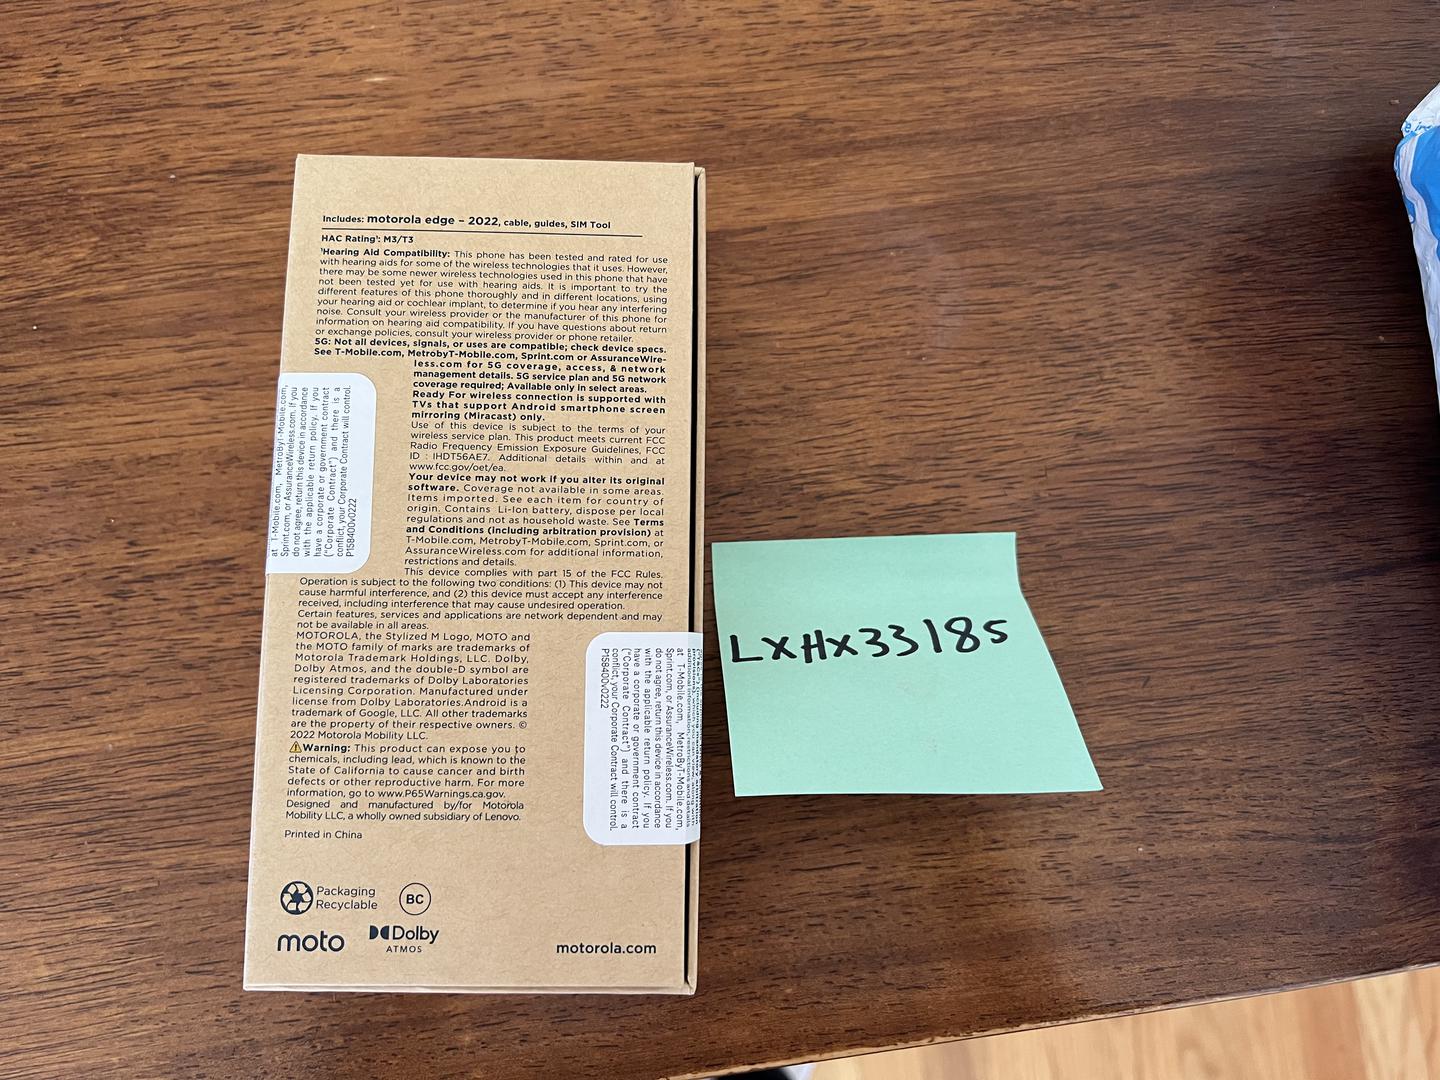 Includes: motorola edge – 2022, cable, guides, SIM Tool
HAC Rating¹: M3/T3
¹Hearing Aid Compatibility: This phone has been tested and rated for use
with hearing aids for some of the wireless technologies that it uses. However,
there may be some newer wireless technologies used in this phone that have
not been tested yet for use with hearing aids. It is important to try the
different features of this phone thoroughly and in different locations, using
your hearing aid or cochlear implant, to determine if you hear any interfering
noise. Consult your wireless provider or the manufacturer of this phone for
information on hearing aid compatibility. If you have questions about return
or exchange policies, consult your wireless provider or phone retailer.
5G: Not all devices, signals, or uses are compatible; check device specs.
See T-Mobile.com, MetrobyT-Mobile.com, Sprint.com or AssuranceWire-
less.com for 5G coverage, access, & network
management details. 5G service plan and 5G network
coverage required; Available only in select areas.
Ready For wireless connection is supported with
TVs that support Android smartphone screen
mirroring (Miracast) only.
Use of this device is subject to the terms of your
wireless service plan. This product meets current FCC
Radio Frequency Emission Exposure Guidelines, FCC
ID : IHDT56AE7. Additional details within and at
www.fcc.gov/oet/ea.
Your device may not work if you alter its original
software. Coverage not available in some areas.
Items imported. See each item for country of
origin. Contains Li-Ion battery, dispose per local
regulations and not as household waste. See Terms
and Conditions (including arbitration provision) at
T-Mobile.com, MetrobyT-Mobile.com, Sprint.com, or
AssuranceWireless.com for additional information,
restrictions and details.
This device complies with part 15 of the FCC Rules.
Operation is subject to the following two conditions: (1) This device may not
cause harmful interference, and (2) this device must accept any interference
received, including interference that may cause undesired operation.
Certain features, services and applications are network dependent and may
not be available in all areas.
MOTOROLA, the Stylized M Logo, MOTO and
the MOTO family of marks are trademarks of
Motorola Trademark Holdings, LLC. Dolby,
Dolby Atmos, and the double-D symbol are
registered trademarks of Dolby Laboratories
Licensing Corporation. Manufactured under
license from Dolby Laboratories.Android is a
trademark of Google, LLC. All other trademarks
are the property of their respective owners. ©
2022 Motorola Mobility LLC.
Warning: This product can expose you to
chemicals, including lead, which is known to the
State of California to cause cancer and birth
defects or other reproductive harm. For more
information, go to www.P65Warnings.ca.gov.
Designed and manufactured by/for Motorola
Mobility LLC, a wholly owned subsidiary of Lenovo.
Printed in China
Packaging
Recyclable
BC
moto
Dolby
ATMOS
motorola.com
at T-Mobile.com, MetroByT-Mobile.com,
Sprint.com, or AssuranceWireless.com. If you
do not agree, return this device in accordance
with the applicable return policy. If you
have a corporate or government contract
("Corporate Contract") and there is a
conflict, your Corporate Contract will control.
P158400v0222
additional information, restrictions and details
at T-Mobile.com, MetroByT-Mobile.com,
Sprint.com, or AssuranceWireless.com. If you
do not agree, return this device in accordance
with the applicable return policy. If you
have a corporate or government contract
("Corporate Contract") and there is a
conflict, your Corporate Contract will control.
P158400v0222
LXHX33185